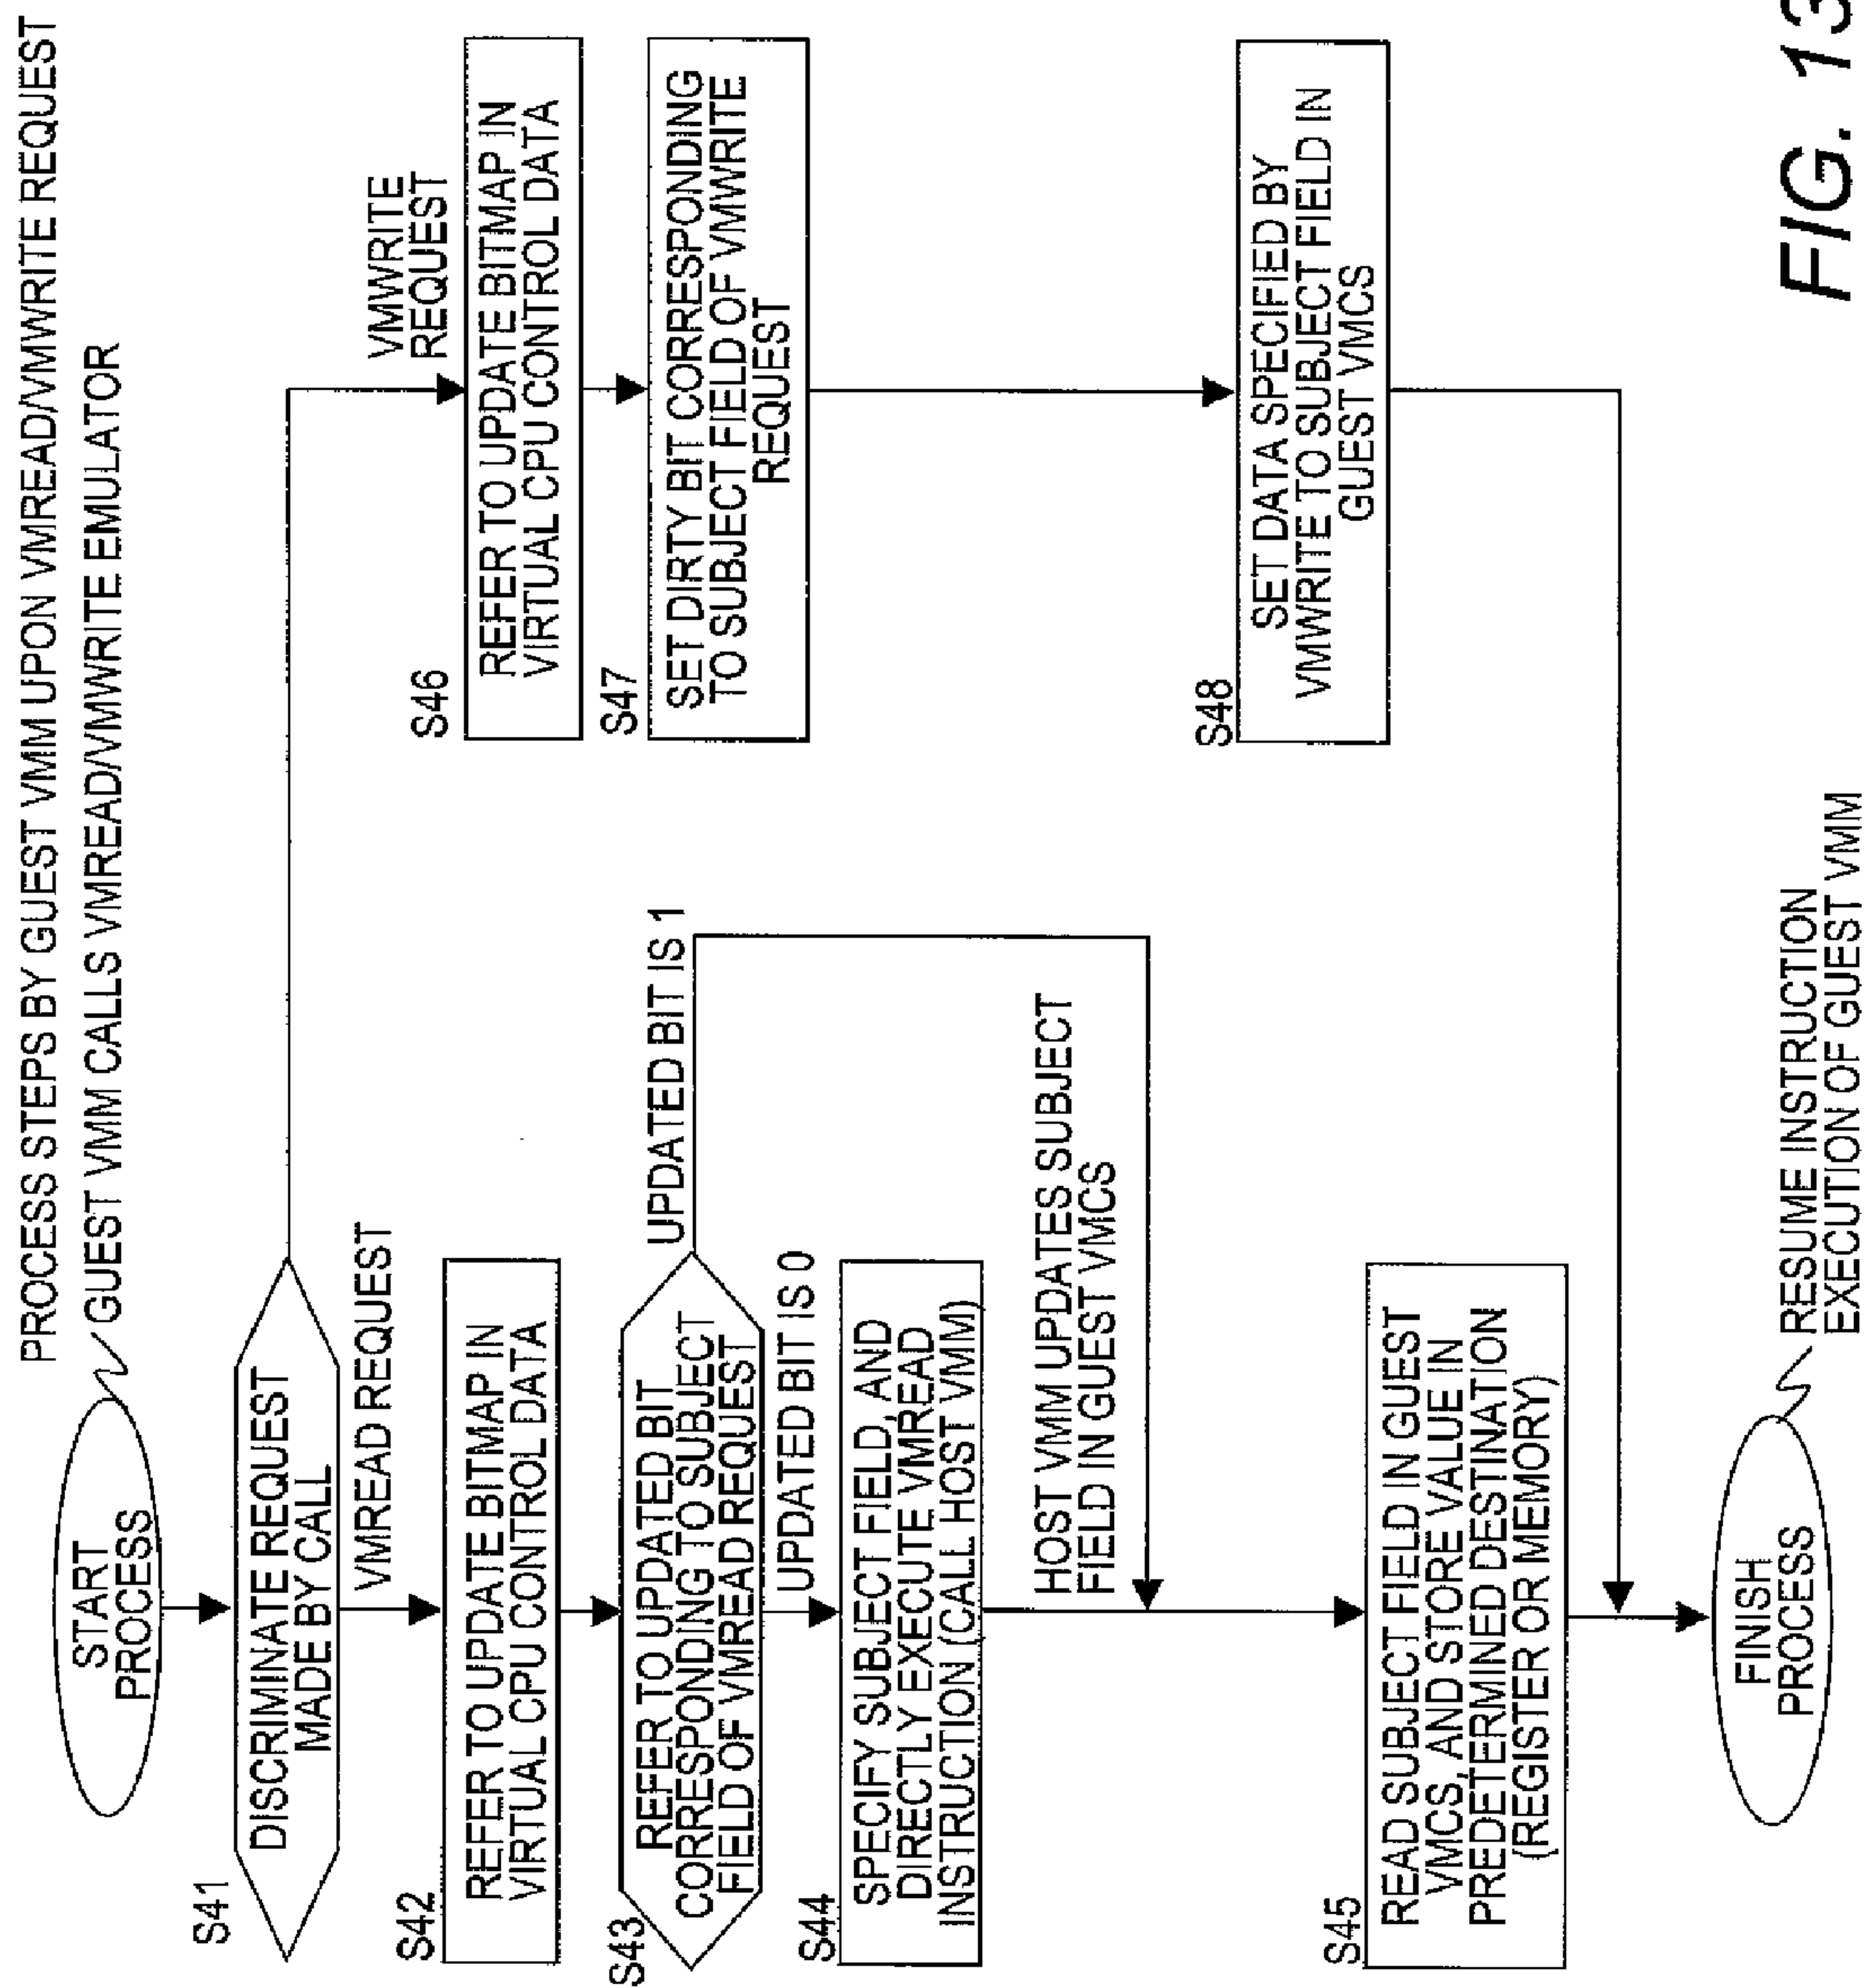 PROCESS STEPS BY GUEST VMM UPON VMREAD/VMWRITE REQUEST
START
PROCESS
GUEST VMM CALLS VMREAD/VMWRITE EMULATOR
S41
DISCRIMINATE REQUEST
MADE BY CALL
VMREAD REQUEST
S42
REFER TO UPDATE BITMAP IN
VIRTUAL CPU CONTROL DATA
S43
REFER TO UPDATED BIT
CORRESPONDING TO SUBJECT
FIELD OF VMREAD REQUEST
UPDATED BIT IS 1
UPDATED BIT IS 0
S44
SPECIFY SUBJECT FIELD, AND
DIRECTLY EXECUTE VMREAD
INSTRUCTION (CALL HOST VMM)
HOST VMM UPDATES SUBJECT
FIELD IN GUEST VMCS
S45
READ SUBJECT FIELD IN GUEST
VMCS, AND STORE VALUE IN
PREDETERMINED DESTINATION
(REGISTER OR MEMORY)
VMWRITE
REQUEST
S46
REFER TO UPDATE BITMAP IN
VIRTUAL CPU CONTROL DATA
S47
SET DIRTY BIT CORRESPONDING
TO SUBJECT FIELD OF VMWRITE
REQUEST
S48
SET DATA SPECIFIED BY
VMWRITE TO SUBJECT FIELD IN
GUEST VMCS
FINISH
PROCESS
RESUME INSTRUCTION
EXECUTION OF GUEST VMM
FIG. 13